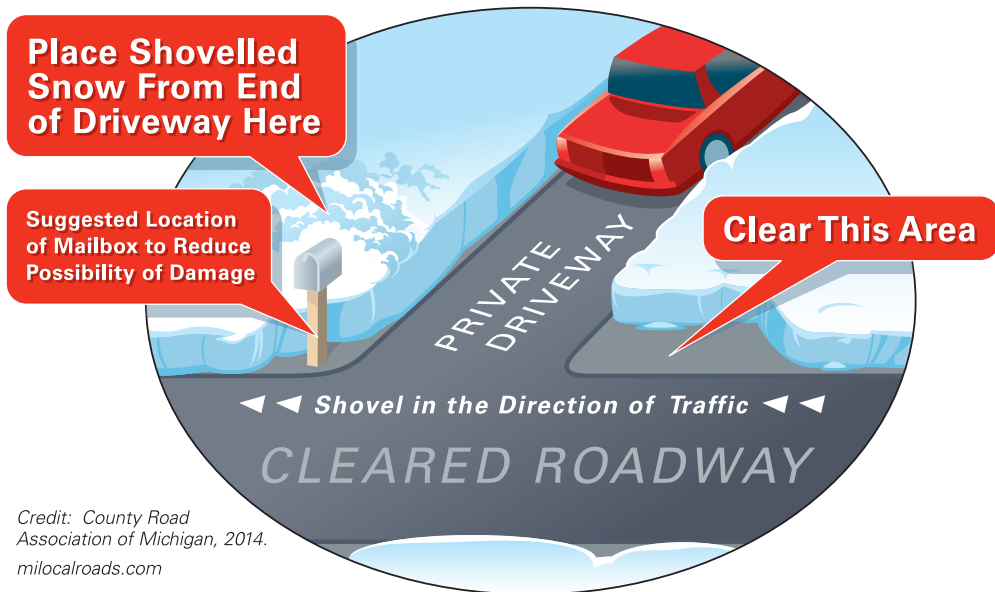 Place Shovelled
Snow From End
of Driveway Here
Suggested Location
of Mailbox to Reduce
Possibility of Damage
Clear This Area
PRIVATE
DRIVEWAY
Shovel in the Direction of Traffic
CLEARED ROADWAY
Credit: County Road
Association of Michigan, 2014.
milocalroads.com